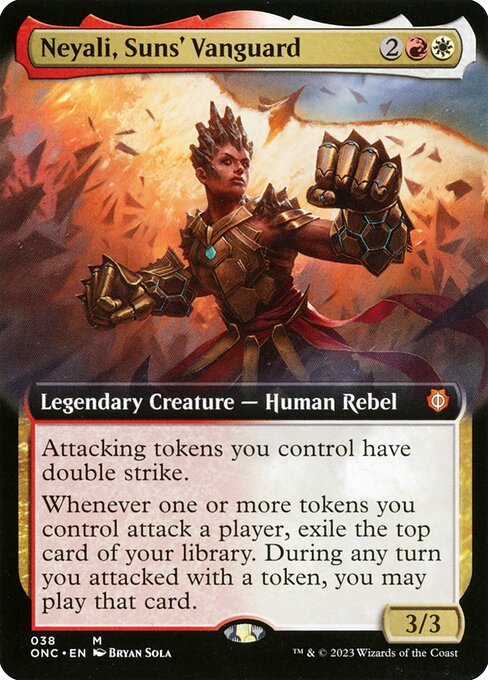 Neyali, Suns' Vanguard 2
Legendary Creature — Human Rebel
Attacking tokens you control have
double strike.
Whenever one or more tokens you
control attack a player, exile the top
card of your library. During any turn
you attacked with a token, you may
play that card.
3/3
038 M
ONC • EN Bryan Sola
™ & © 2023 Wizards of the Coast